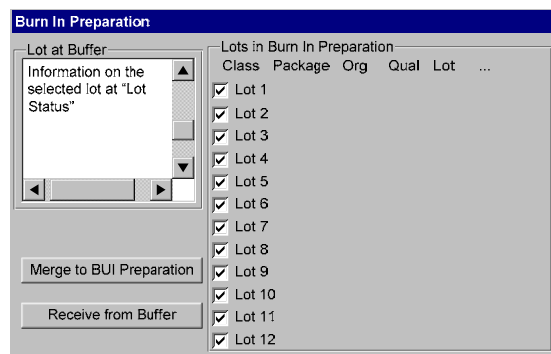 Burn In Preparation
Lot at Buffer
Information on the
selected lot at “Lot
Status”
Merge to BUI Preparation
Receive from Buffer
Lots in Burn In Preparation
Class Package Org Qual Lot ...
Lot 1
Lot 2
Lot 3
Lot 4
Lot 5
Lot 6
Lot 7
Lot 8
Lot 9
Lot 10
Lot 11
Lot 12